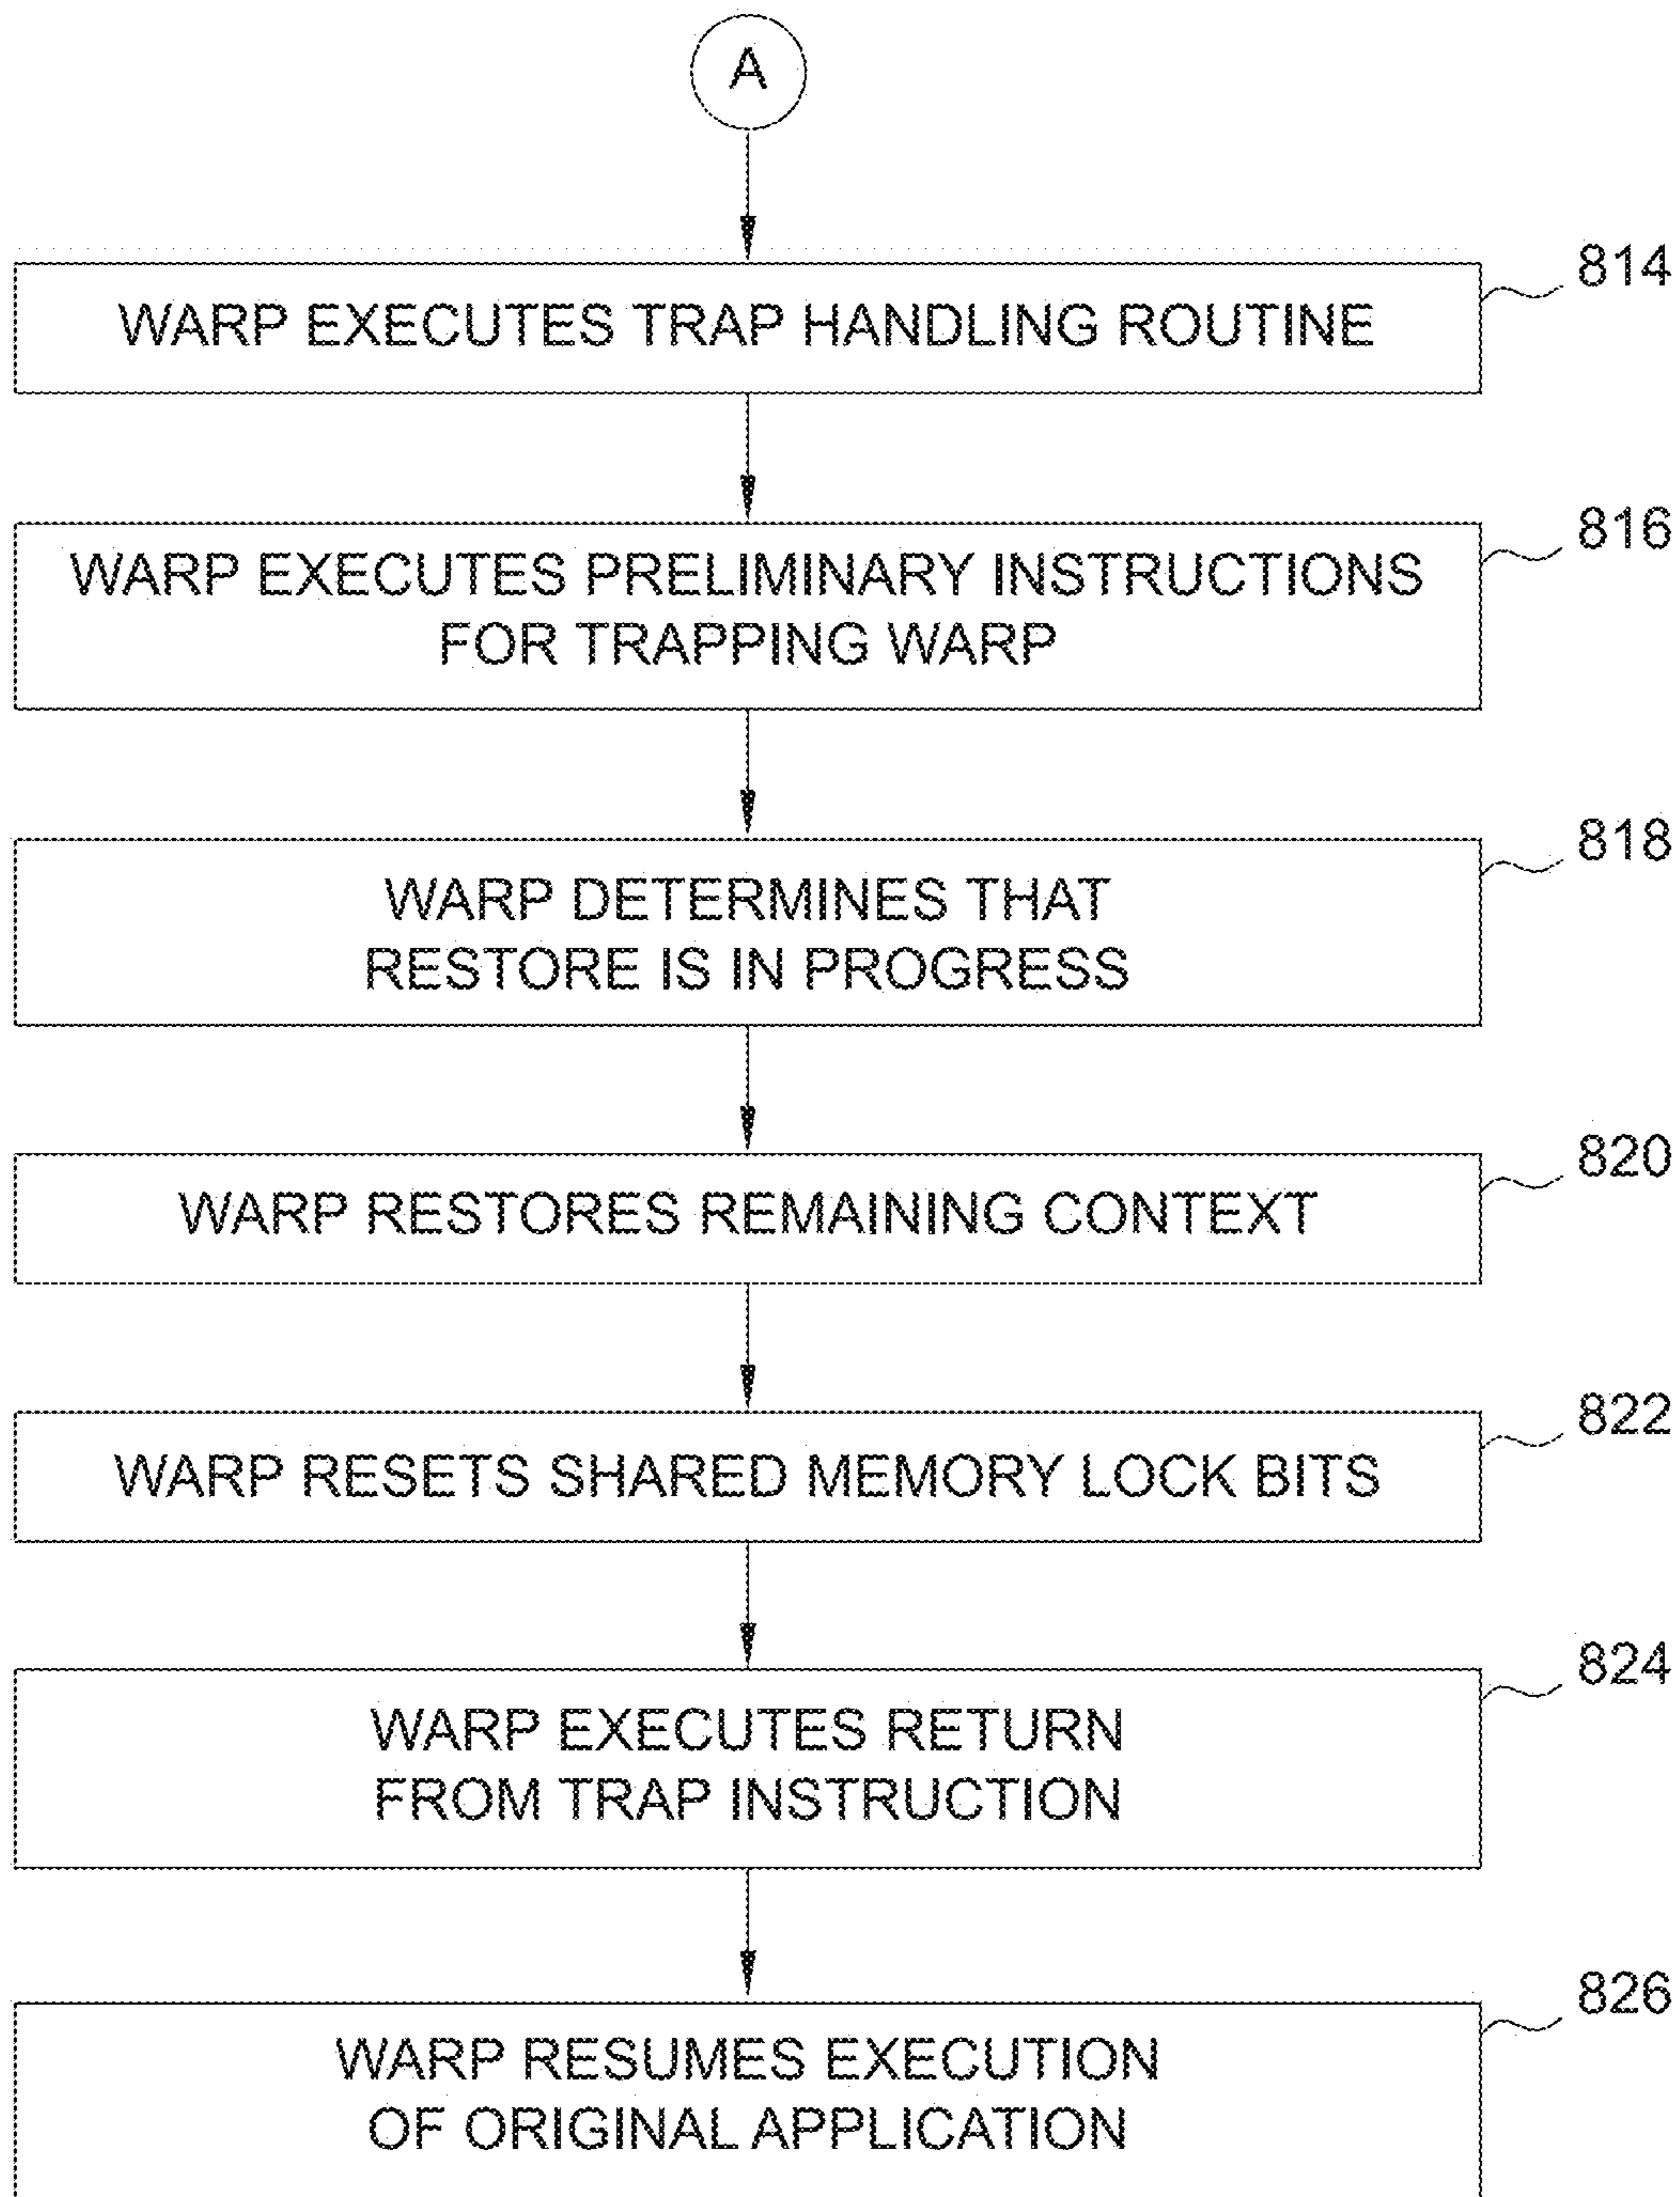 A
814
WARP EXECUTES TRAP HANDLING ROUTINE
816
WARP EXECUTES PRELIMINARY INSTRUCTIONS
FOR TRAPPING WARP
818
WARP DETERMINES THAT
RESTORE IS IN PROGRESS
820
WARP RESTORES REMAINING CONTEXT
822
WARP RESETS SHARED MEMORY LOCK BITS
824
WARP EXECUTES RETURN
FROM TRAP INSTRUCTION
826
WARP RESUMES EXECUTION
OF ORIGINAL APPLICATION